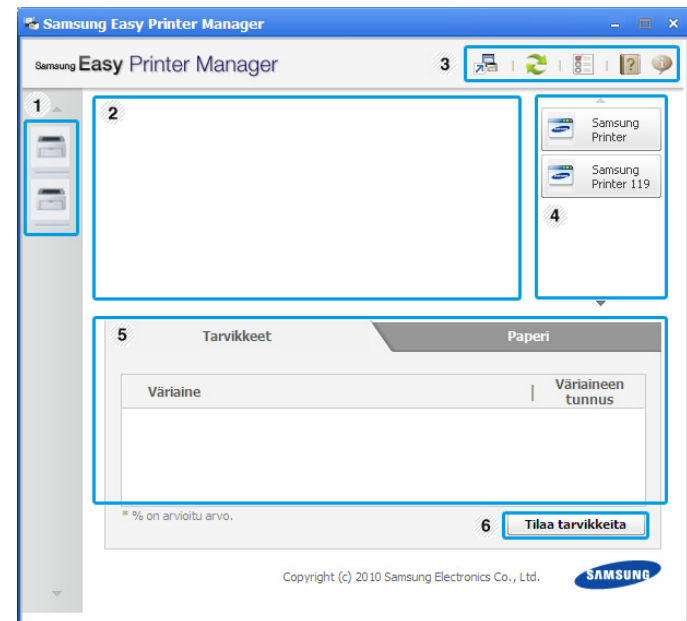 Samsung Easy Printer Manager
Samsung Easy Printer Manager
3
1
2
Samsung
Printer
Samsung
Printer 119
4
5
Tarvikkeet
Paperi
Väriaine
Väriaineen
tunnus
* % on arvioitu arvo.
6
Tilaa tarvikkeita
Copyright (c) 2010 Samsung Electronics Co., Ltd.
SAMSUNG